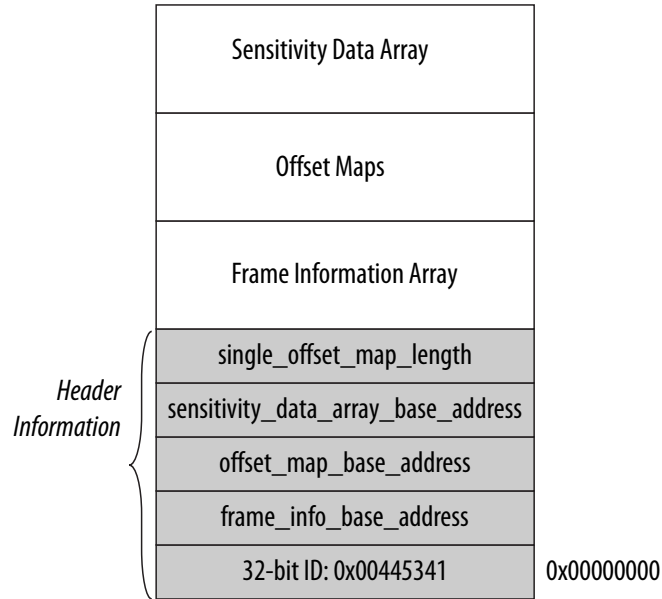 Sensitivity Data Array
Offset Maps
Frame Information Array
single_offset_map_length
Header
Information
sensitivity_data_array_base_address
offset_map_base_address
frame_info_base_address
32-bit ID: 0x00445341
0x00000000